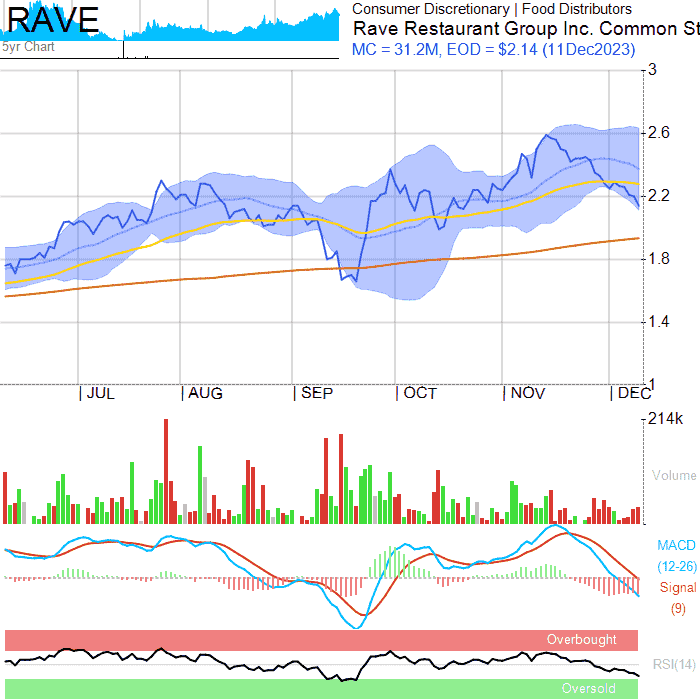 RAVE
5yr Chart
Consumer Discretionary | Food Distributors
Rave Restaurant Group Inc. Common St
MC = 31.2M, EOD = $2.14 (11Dec2023)
3
2.6
2.2
1.8
1.4
1
JUL AUG SEP OCT NOV DEC
214k
Volume
MACD
(12-26)
Signal
(9)
Overbought
RSI(14)
Oversold